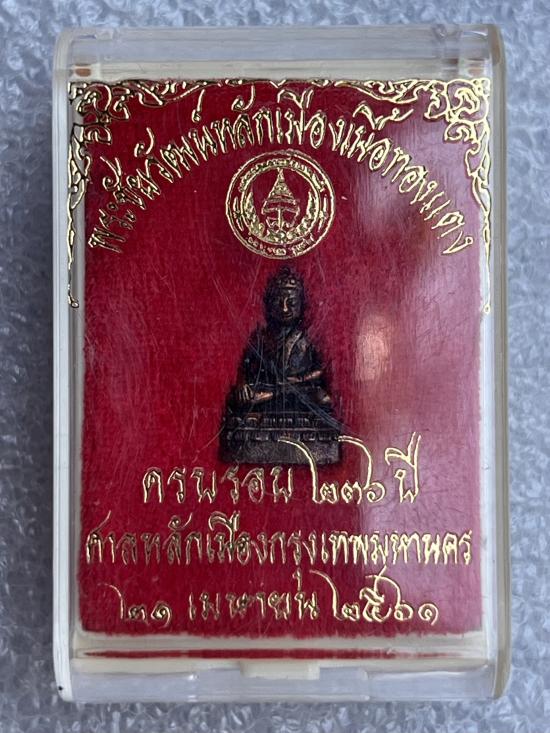 พระชัยวัฒน์หลักเมืองเนื้อทองแดง
ครบรอบ ๒๓๖ ปี
ศาลหลักเมืองกรุงเทพมหานคร
๒๑ เมษายน ๒๕๖๑